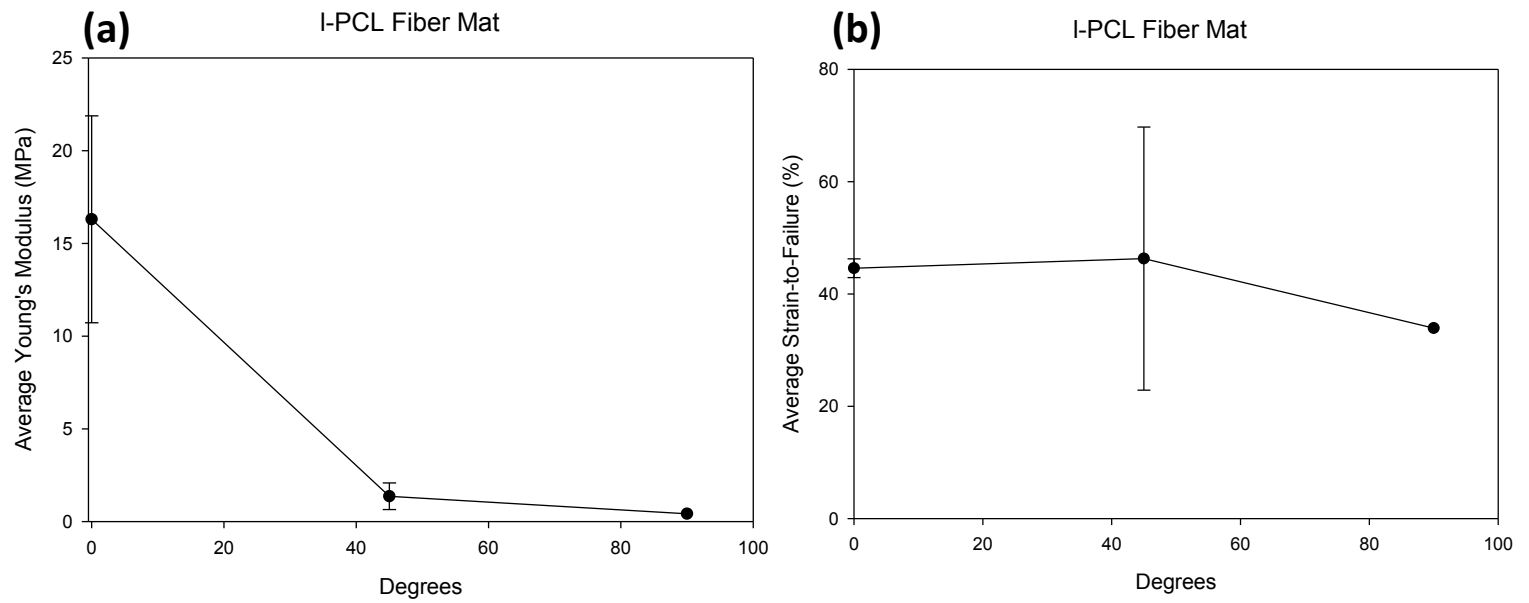 (a)
l-PCL Fiber Mat
25
20
15
10
5
0
Average Young's Modulus (MPa)
0 20 40 60 80 100
Degrees
(b)
l-PCL Fiber Mat
80
60
40
20
0
Average Strain-to-Failure (%)
0 20 40 60 80 100
Degrees